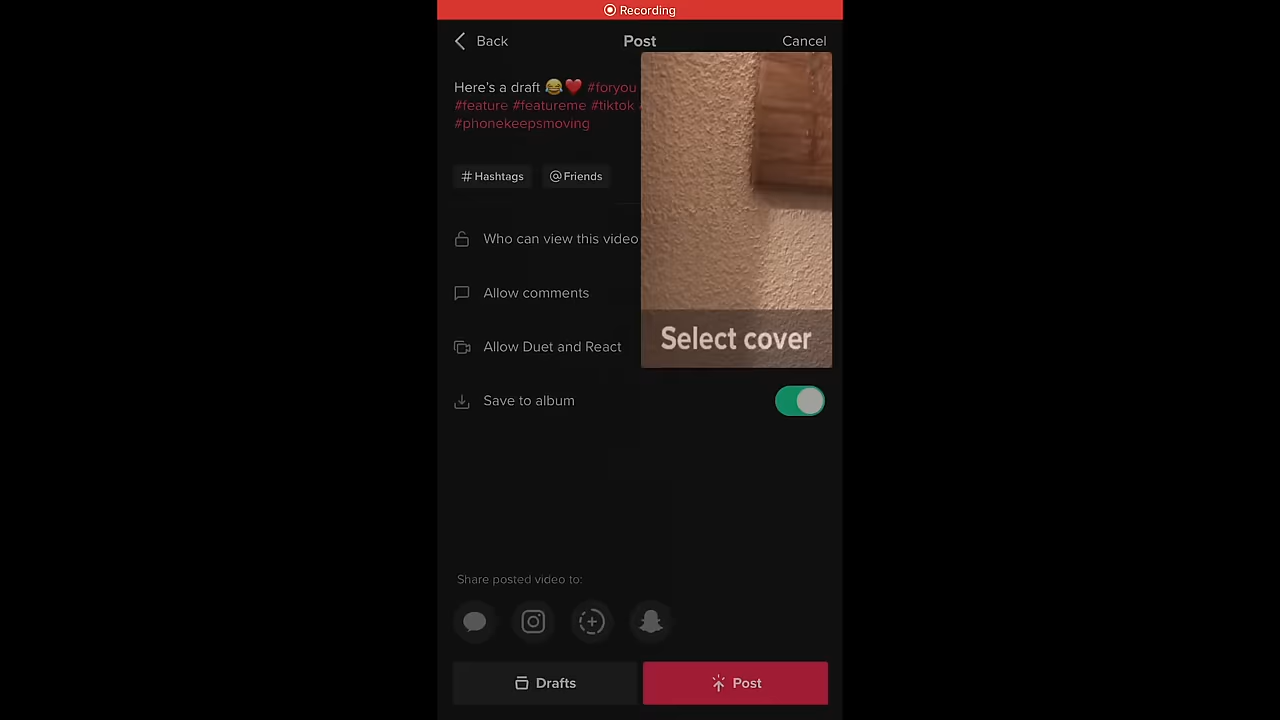 Recording
Back
Post
Cancel
Here's a draft 😂❤️ #foryou
#feature #featureme #tiktok
#phonekeepsmoving
#Hashtags
@Friends
Who can view this video
Allow comments
Allow Duet and React
Select cover
Save to album
Share posted video to:
Drafts
Post